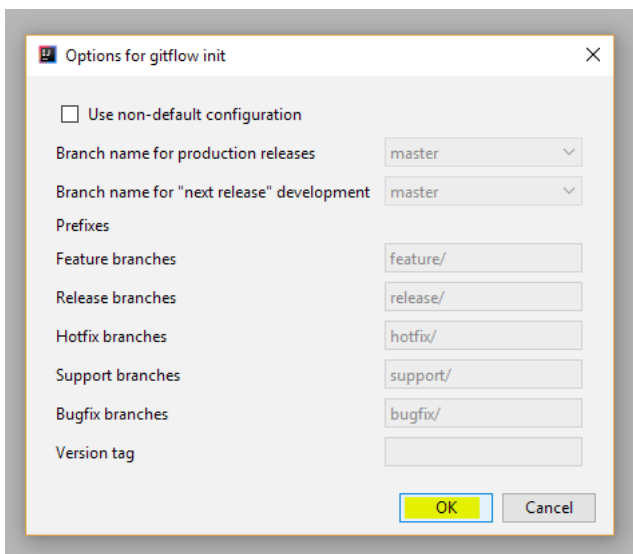 Options for gitflow init
Use non-default configuration
Branch name for production releases master
Branch name for "next release" development master
Prefixes
Feature branches feature/
Release branches release/
Hotfix branches hotfix/
Support branches support/
Bugfix branches bugfix/
Version tag
OK Cancel